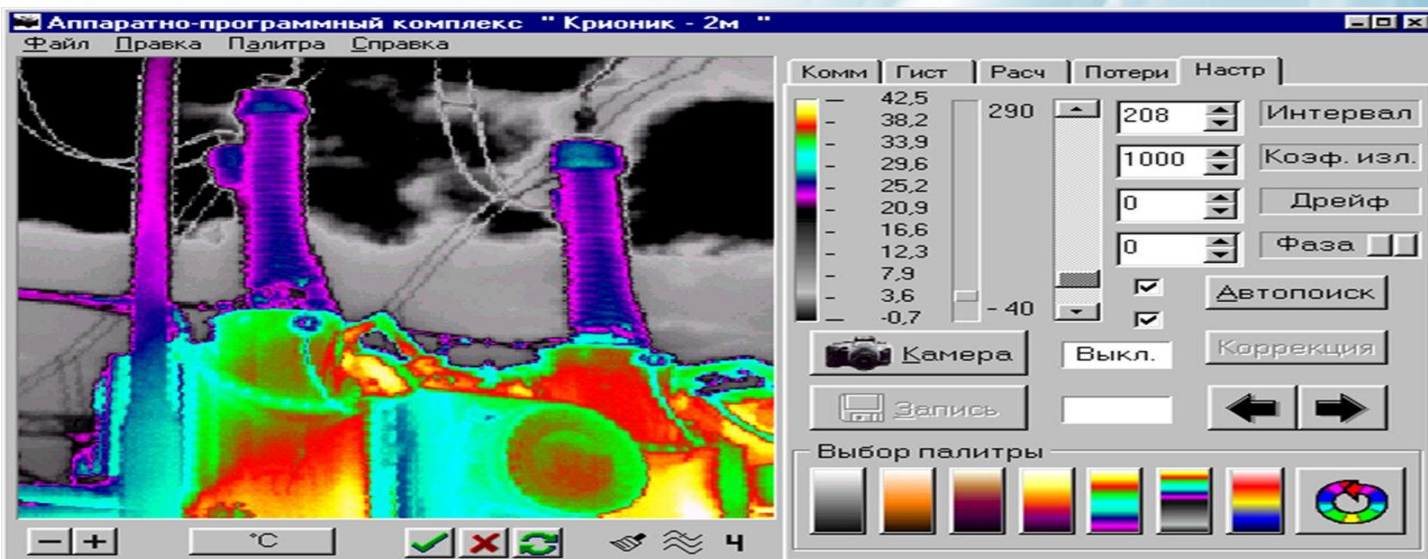 Аппаратно-программный комплекс " Крионик - 2м "
Файл Правка Палитра Справка
Комм Гист Расч Потери Настр
42,5
38,2
33,9
29,6
25,2
20,9
16,6
12,3
7,9
3,6
-0,7
290
- 40
208 Интервал
1000 Коэф. изл.
0 Дрейф
0 Фаза
Автопоиск
Камера Выкл. Коррекция
Запись
Выбор палитры
− + °C Ч